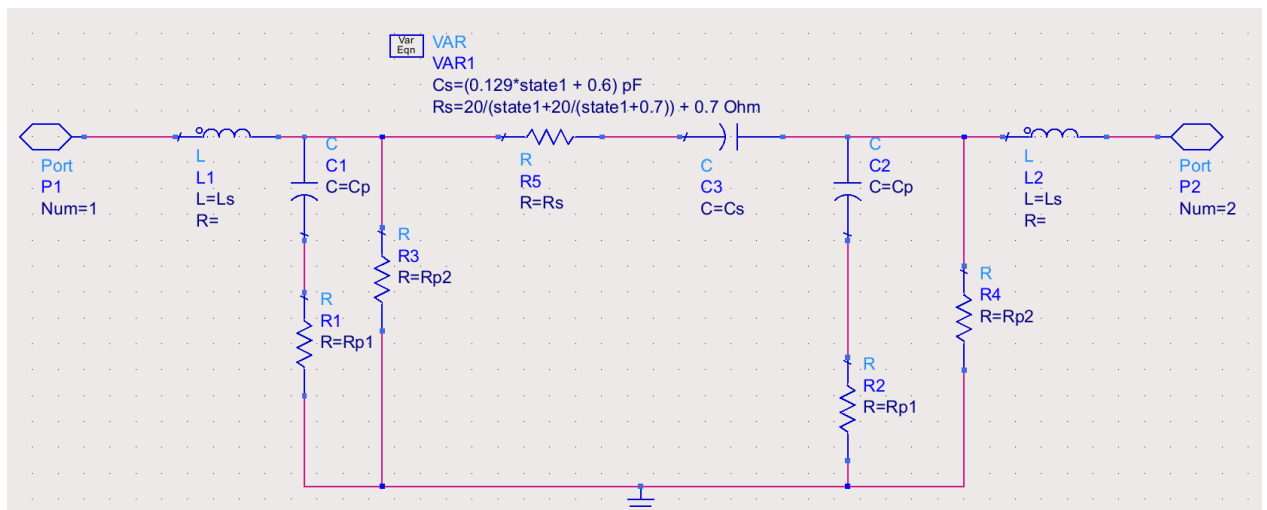 Var
Eqn
VAR
VAR1
Cs=(0.129*state1 + 0.6) pF
Rs=20/(state1+20/(state1+0.7)) + 0.7 Ohm
Port
P1
Num=1
L
L1
L=Ls
R=
C
C1
C=Cp
R
R1
R=Rp1
R
R3
R=Rp2
R
R5
R=Rs
C
C3
C=Cs
C
C2
C=Cp
R
R2
R=Rp1
R
R4
R=Rp2
L
L2
L=Ls
R=
Port
P2
Num=2